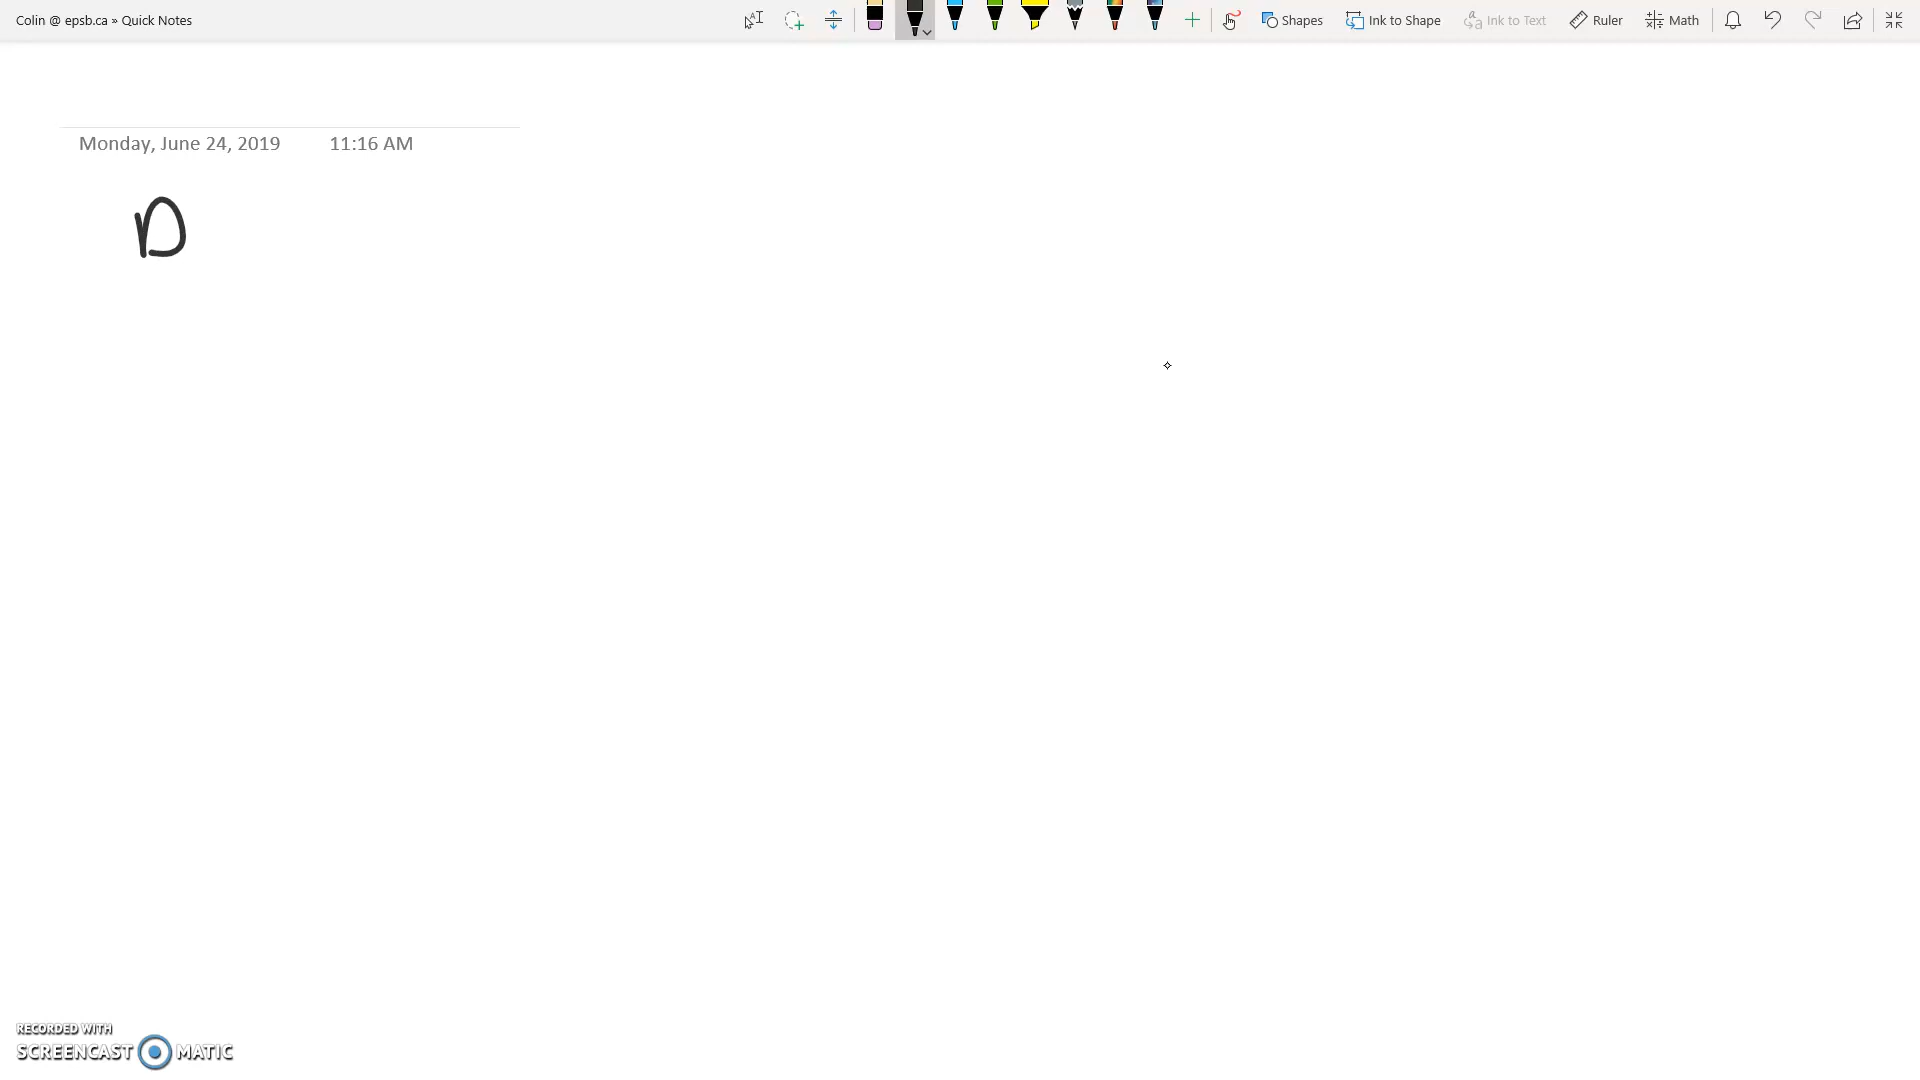 Colin @ epsb.ca » Quick Notes
Shapes
Ink to Shape
Ink to Text
Ruler
Math
Monday, June 24, 2019 11:16 AM
D
RECORDED WITH
SCREENCAST MATIC